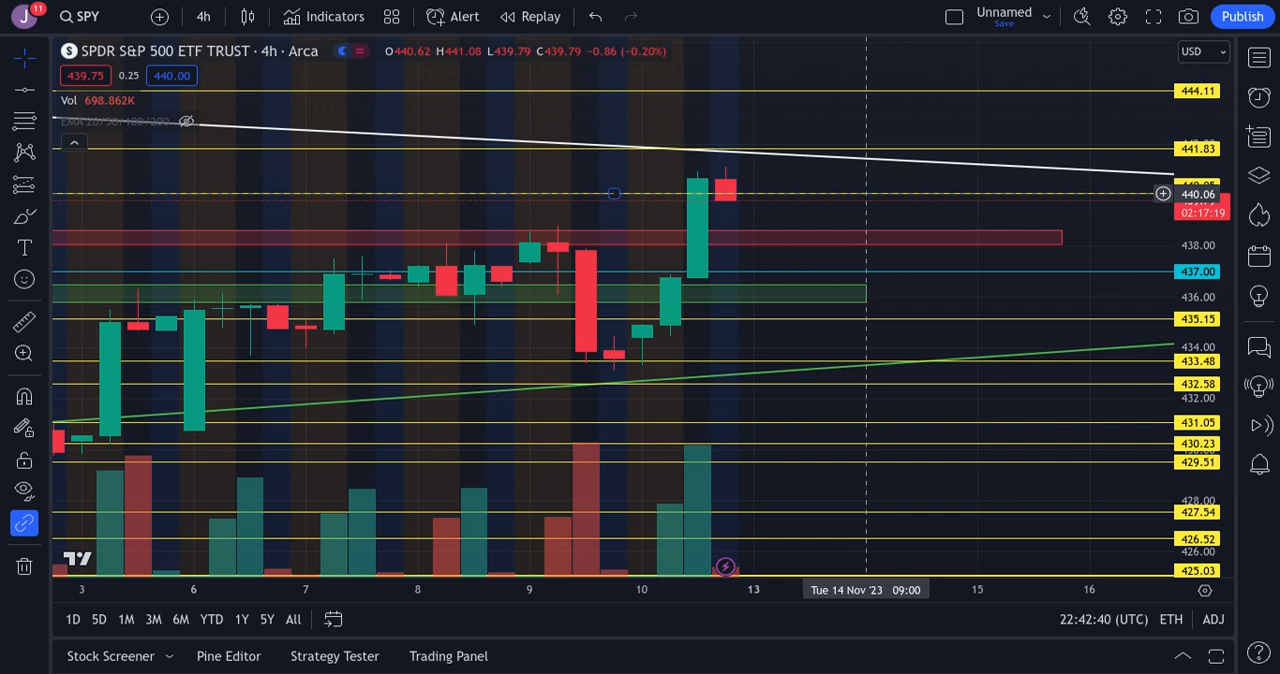 J 11 SPY 4h Indicators Alert Replay Unnamed Save Publish
S SPDR S&P 500 ETF TRUST · 4h · Arca O440.62 H441.08 L439.79 C439.79 −0.86 (−0.20%) USD
439.75 0.25 440.00
Vol 698.862K
EMA 20/50/100/200
444.11
441.83
440.06
02:17:19
438.00
437.00
436.00
435.15
434.00
433.48
432.58
432.00
431.05
430.23
429.51
428.00
427.54
426.52
426.00
425.03
3 6 7 8 9 10 13 Tue 14 Nov '23 09:00 15 16
1D 5D 1M 3M 6M YTD 1Y 5Y All 22:42:40 (UTC) ETH ADJ
Stock Screener Pine Editor Strategy Tester Trading Panel